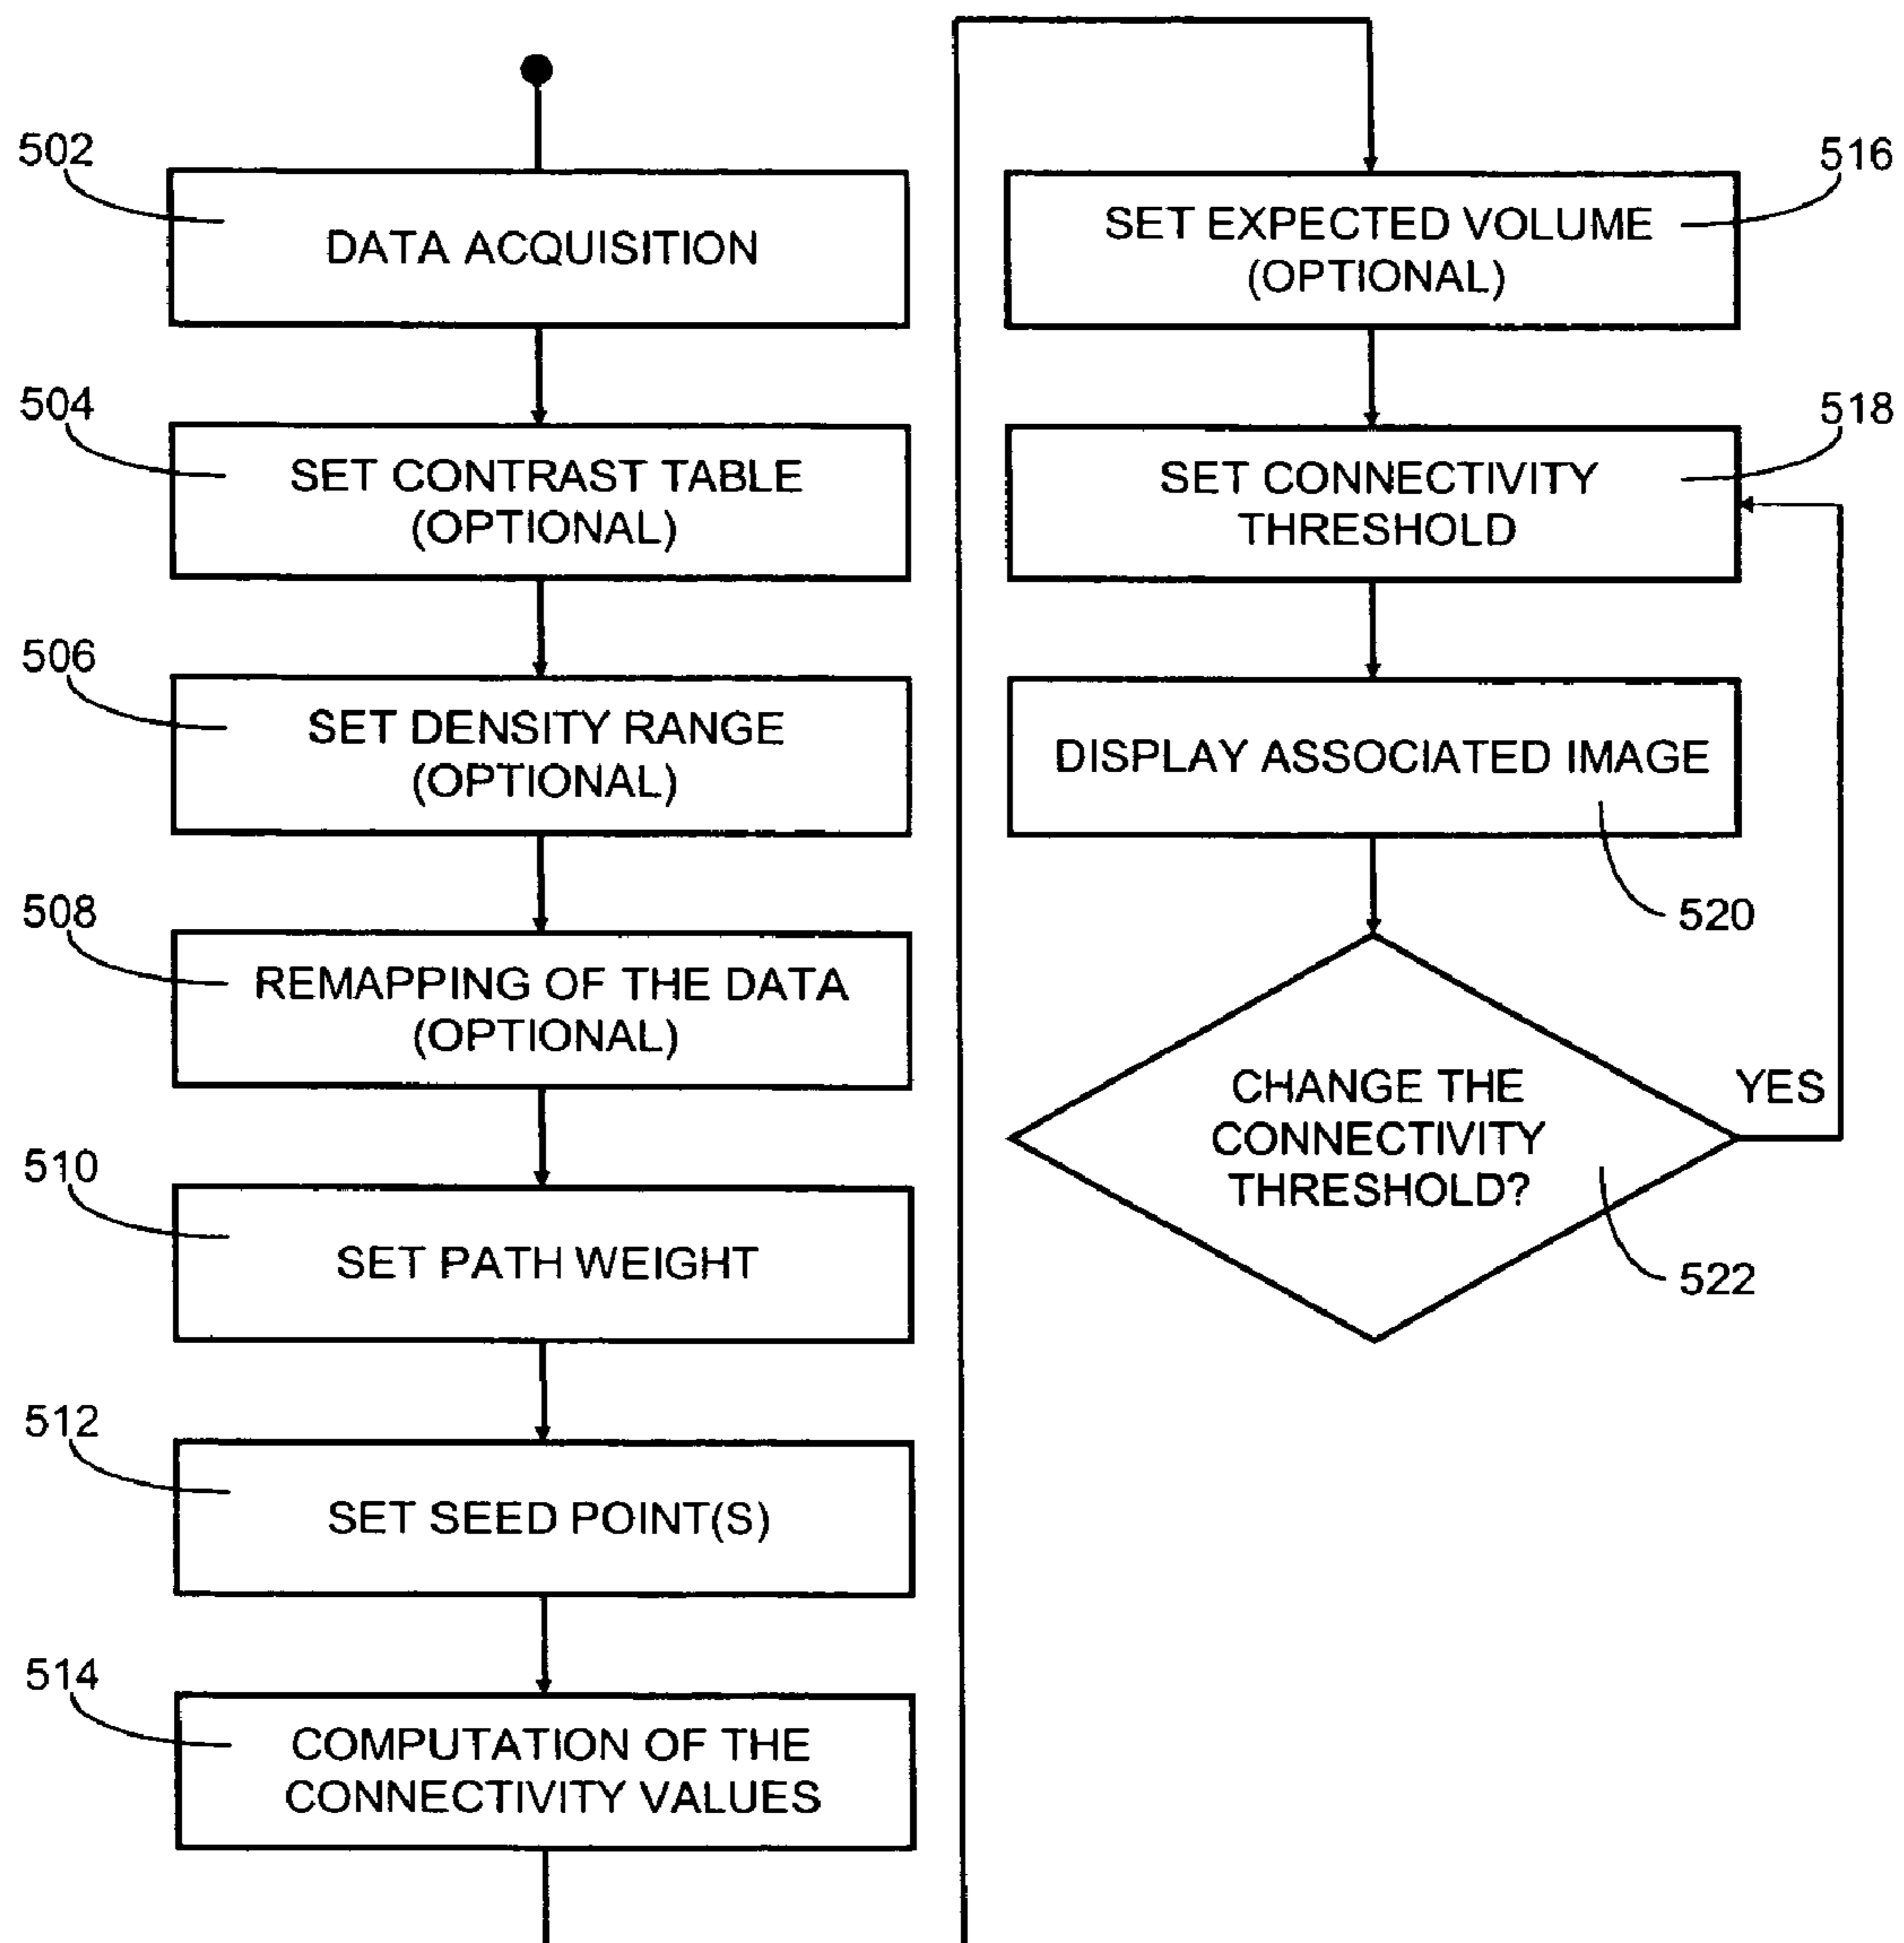 502
DATA ACQUISITION
504
SET CONTRAST TABLE
(OPTIONAL)
506
SET DENSITY RANGE
(OPTIONAL)
508
REMAPPING OF THE DATA
(OPTIONAL)
510
SET PATH WEIGHT
512
SET SEED POINT(S)
514
COMPUTATION OF THE
CONNECTIVITY VALUES
516
SET EXPECTED VOLUME
(OPTIONAL)
518
SET CONNECTIVITY
THRESHOLD
DISPLAY ASSOCIATED IMAGE
520
CHANGE THE
CONNECTIVITY
THRESHOLD?
YES
522